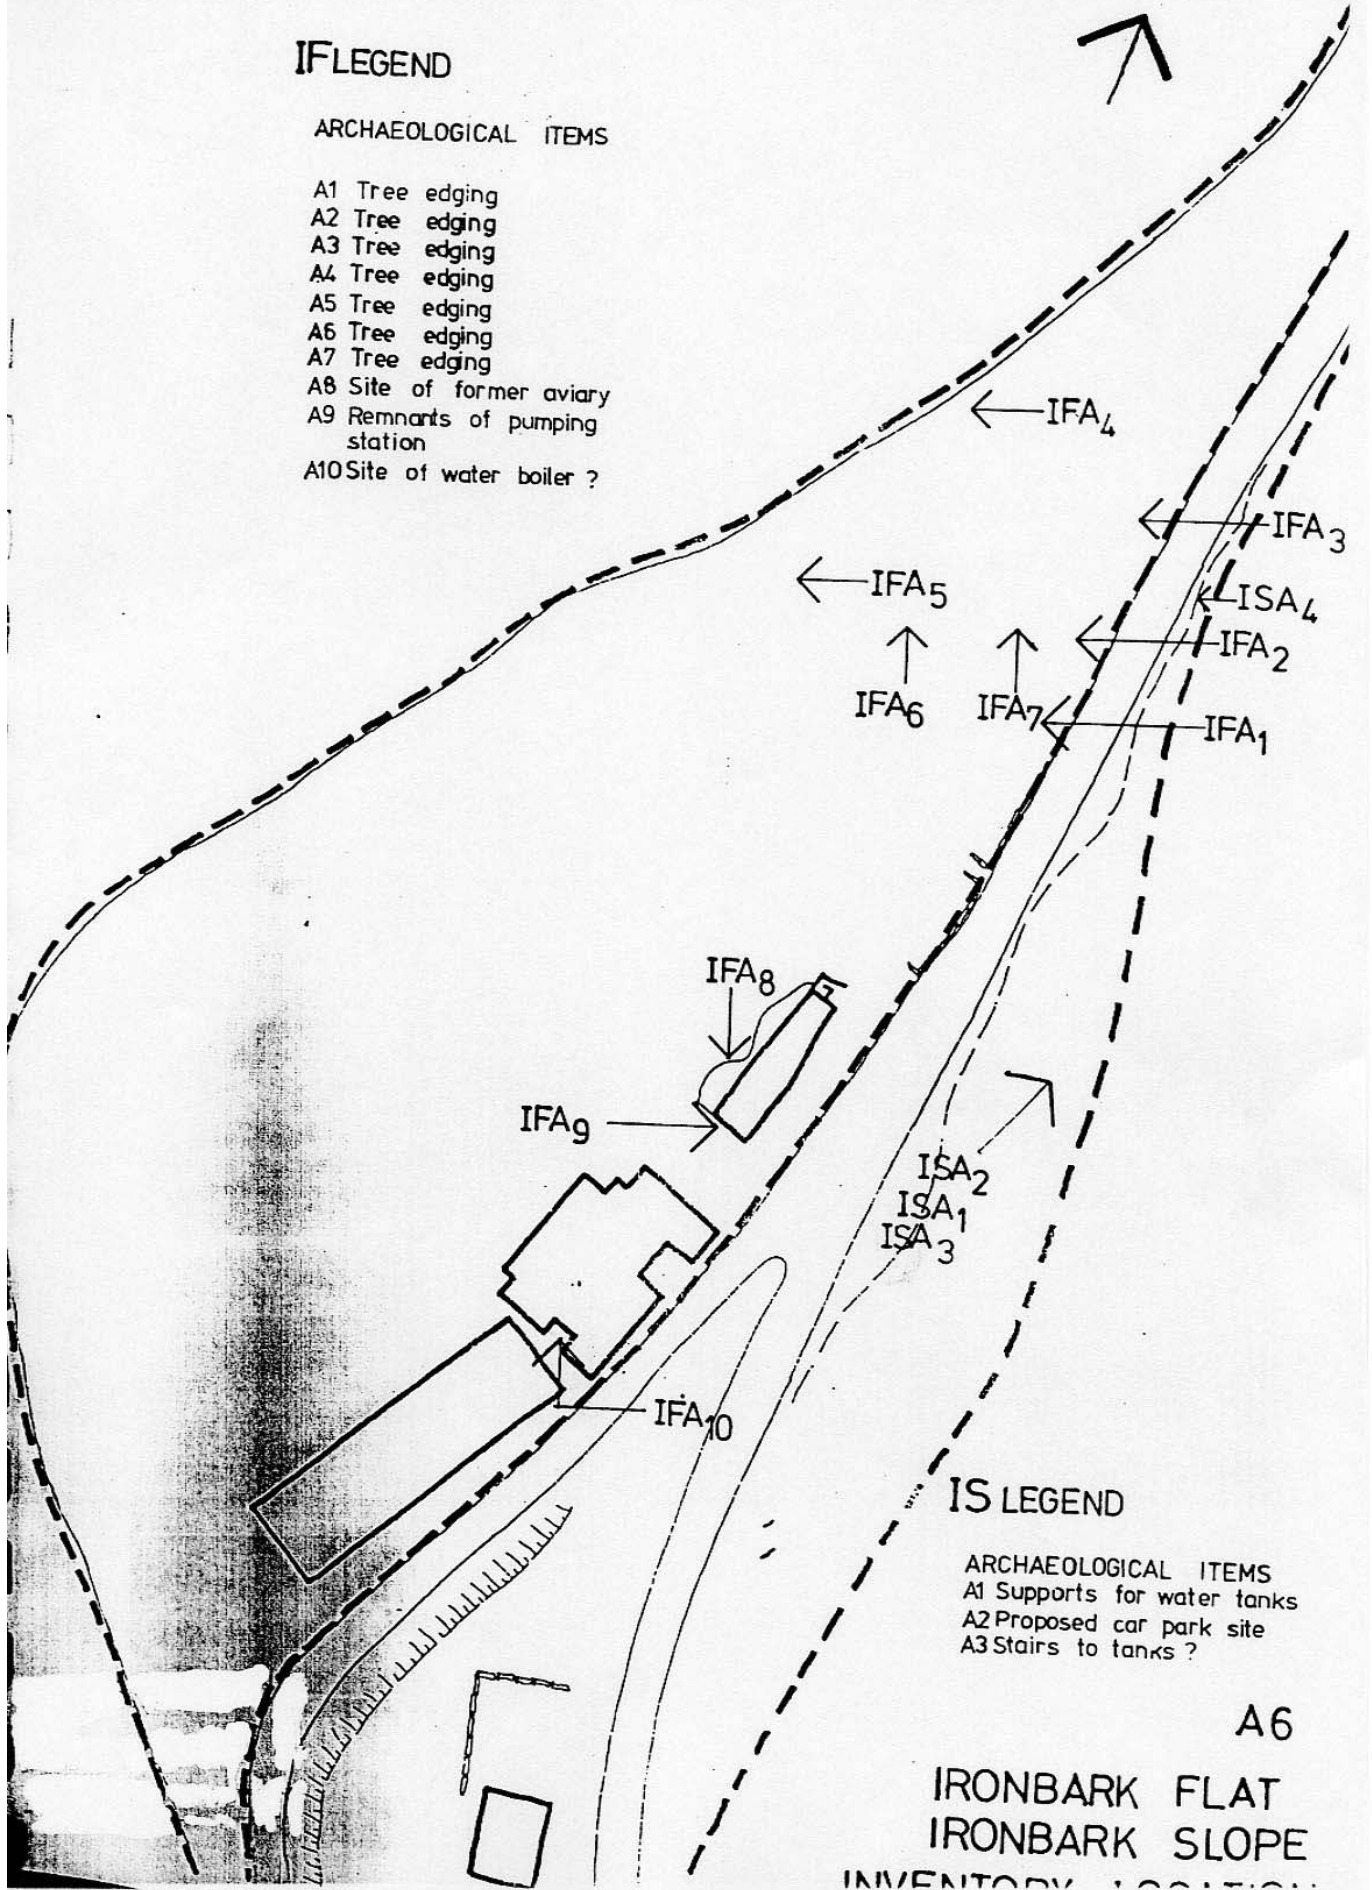 IF LEGEND
ARCHAEOLOGICAL ITEMS
A1 Tree edging
A2 Tree edging
A3 Tree edging
A4 Tree edging
A5 Tree edging
A6 Tree edging
A7 Tree edging
A8 Site of former aviary
A9 Remnants of pumping
station
A10 Site of water boiler ?
IFA4
IFA3
IFA5
ISA4
IFA2
IFA6
IFA7
IFA1
IFA8
IFA9
ISA2
ISA1
ISA3
IFA10
IS LEGEND
ARCHAEOLOGICAL ITEMS
A1 Supports for water tanks
A2 Proposed car park site
A3 Stairs to tanks ?
A6
IRONBARK FLAT
IRONBARK SLOPE
INVENTORY LOCATION